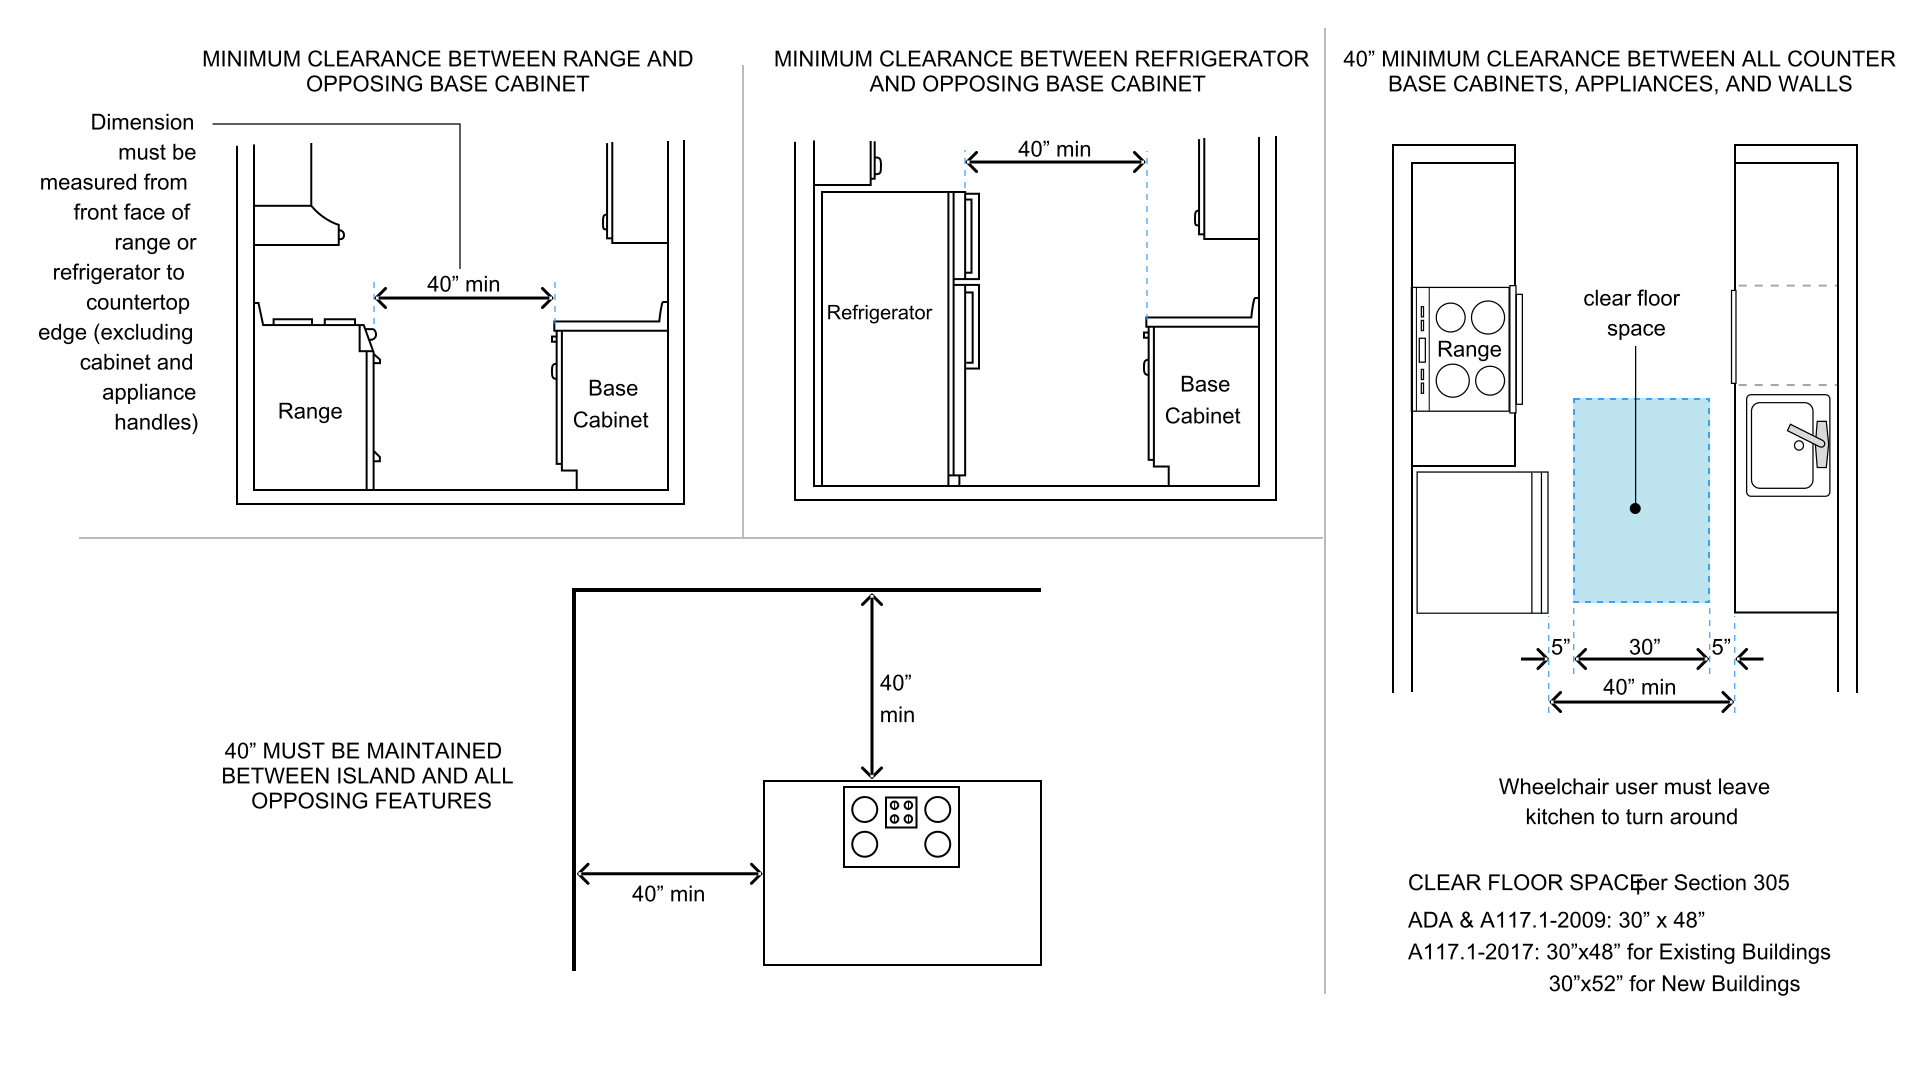 MINIMUM CLEARANCE BETWEEN RANGE AND
OPPOSING BASE CABINET
Dimension
must be
measured from
front face of
range or
refrigerator to
countertop
edge (excluding
cabinet and
appliance
handles)
40” min
Range
Base
Cabinet
MINIMUM CLEARANCE BETWEEN REFRIGERATOR
AND OPPOSING BASE CABINET
40” min
Refrigerator
Base
Cabinet
40” MINIMUM CLEARANCE BETWEEN ALL COUNTER
BASE CABINETS, APPLIANCES, AND WALLS
clear floor
space
Range
5” 30” 5”
40” min
Wheelchair user must leave
kitchen to turn around
CLEAR FLOOR SPACE per Section 305
ADA & A117.1-2009: 30” x 48”
A117.1-2017: 30”x48” for Existing Buildings
30”x52” for New Buildings
40” MUST BE MAINTAINED
BETWEEN ISLAND AND ALL
OPPOSING FEATURES
40”
min
40” min